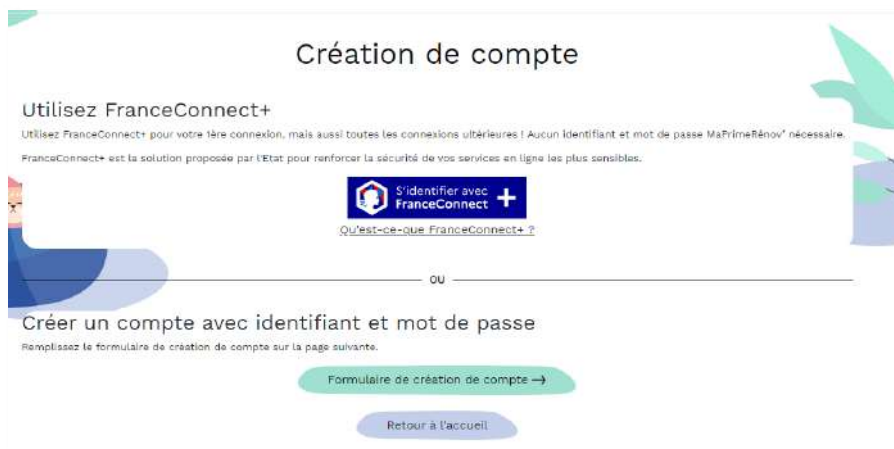 Création de compte
Utilisez FranceConnect+
Utilisez FranceConnect+ pour votre 1ère connexion, mais aussi toutes les connexions ultérieures ! Aucun identifiant et mot de passe MaPrimeRénov' nécessaire.
FranceConnect+ est la solution proposée par l'Etat pour renforcer la sécurité de vos services en ligne les plus sensibles.
S'identifier avec
FranceConnect +
Qu'est-ce-que FranceConnect+ ?
OU
Créer un compte avec identifiant et mot de passe
Remplissez le formulaire de création de compte sur la page suivante.
Formulaire de création de compte →
Retour à l'accueil